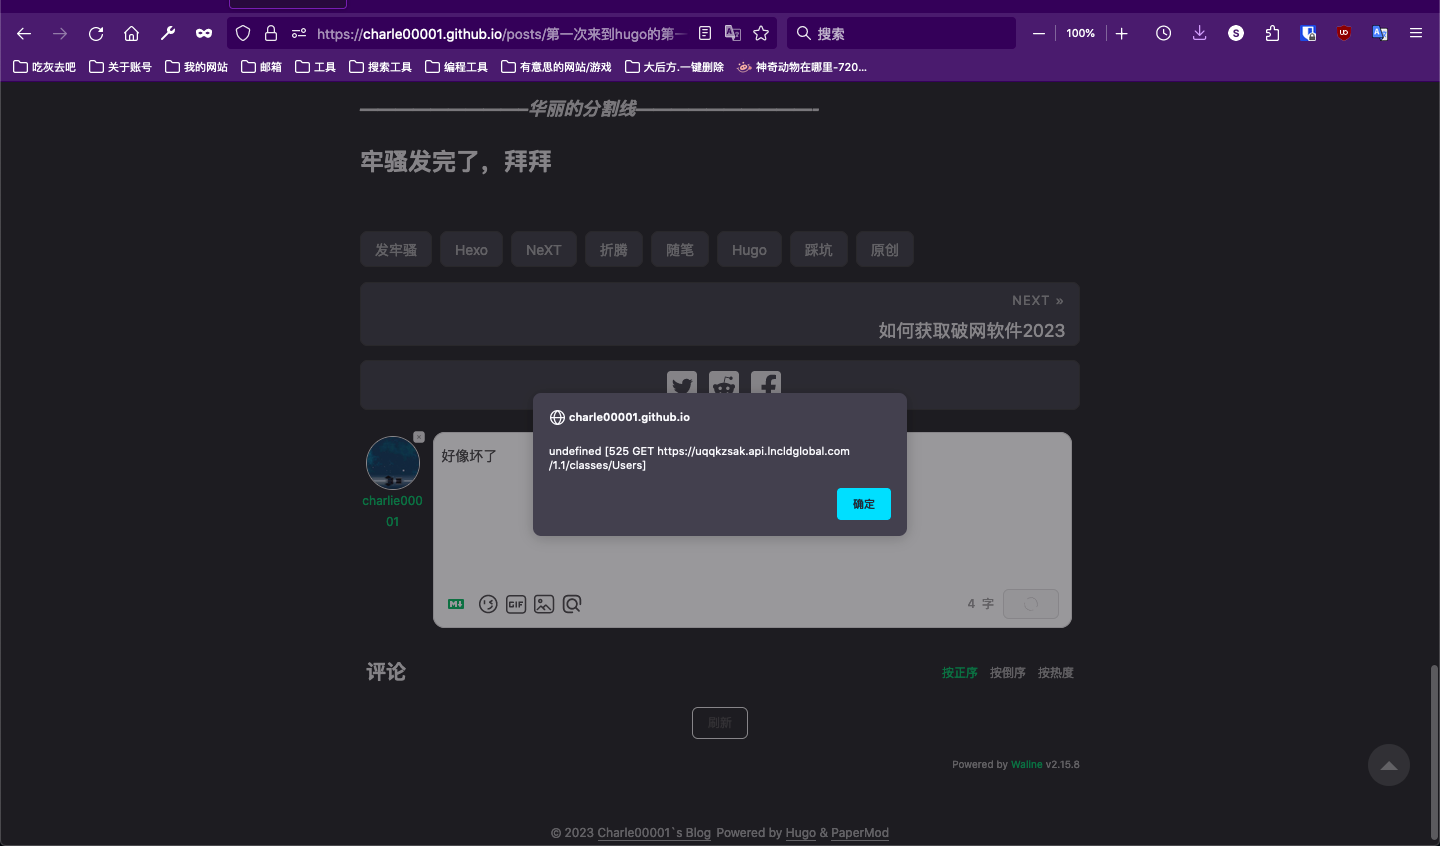 https://charle00001.github.io/posts/第一次来到hugo的第一
100%
搜索
吃灰去吧 关于账号 我的网站 邮箱 工具 搜索工具 编程工具 有意思的网站/游戏 大后方.一键删除 神奇动物在哪里-720...
——————————华丽的分割线——————————-
牢骚发完了，拜拜
发牢骚 Hexo NeXT 折腾 随笔 Hugo 踩坑 原创
NEXT »
如何获取破网软件2023
charle00001.github.io
undefined [525 GET https://uqqkzsak.api.lncldglobal.com
/1.1/classes/Users]
确定
好像坏了
charlie000
01
GIF
4 字
评论
按正序 按倒序 按热度
刷新
Powered by Waline v2.15.8
© 2023 Charle00001`s Blog Powered by Hugo & PaperMod